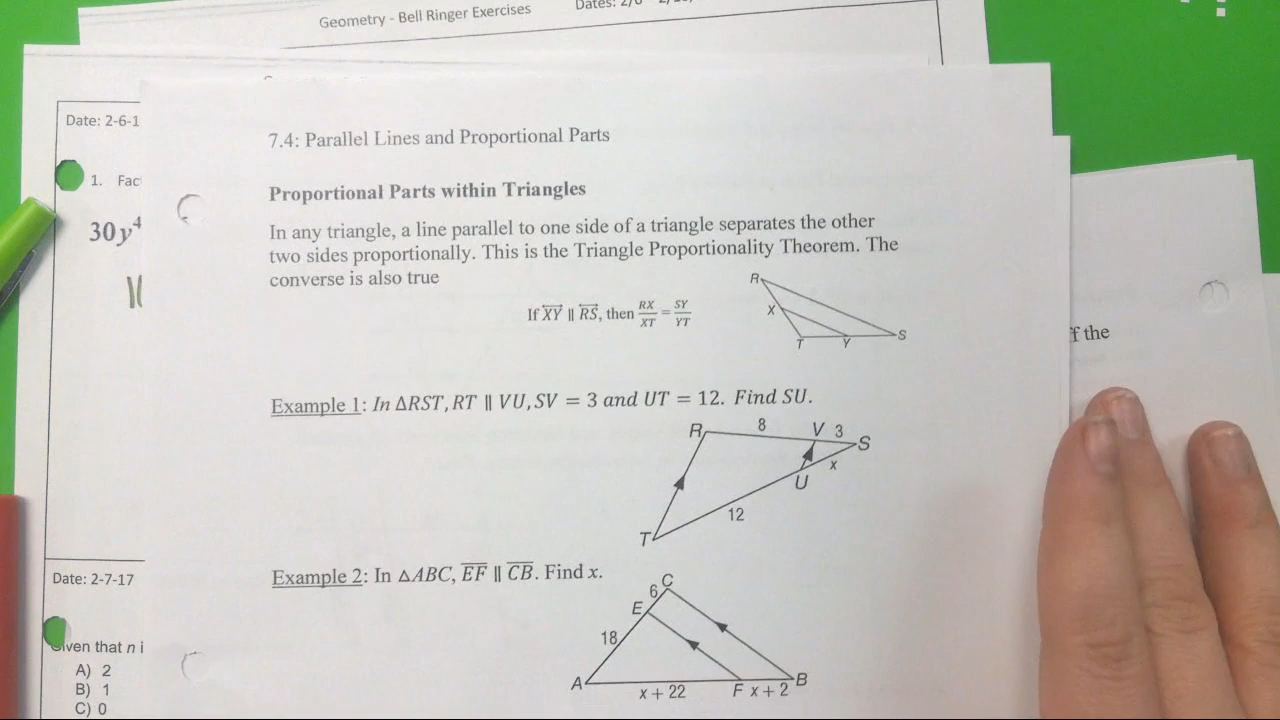 Geometry - Bell Ringer Exercises
Dates:
Date: 2-6-1
1. Fac
30y⁴
7.4: Parallel Lines and Proportional Parts
Proportional Parts within Triangles
In any triangle, a line parallel to one side of a triangle separates the other
two sides proportionally. This is the Triangle Proportionality Theorem. The
converse is also true
If XY ∥ RS, then RX/XT = SY/YT
R
X
T Y S
f the
Example 1: In ΔRST, RT ∥ VU, SV = 3 and UT = 12. Find SU.
R 8 V 3 S
x
U
12
T
Example 2: In △ABC, EF ∥ CB. Find x.
C
6
E
18
A x + 22 F x + 2 B
Date: 2-7-17
iven that n i
A) 2
B) 1
C) 0